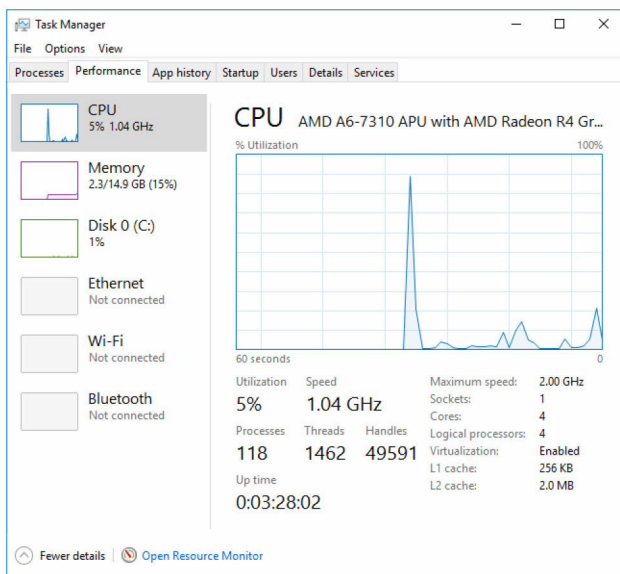 Task Manager
File Options View
Processes Performance App history Startup Users Details Services
CPU
5% 1.04 GHz
Memory
2.3/14.9 GB (15%)
Disk 0 (C:)
1%
Ethernet
Not connected
Wi-Fi
Not connected
Bluetooth
Not connected
CPU AMD A6-7310 APU with AMD Radeon R4 Gr...
% Utilization 100%
60 seconds 0
Utilization Speed
5% 1.04 GHz
Processes Threads Handles
118 1462 49591
Up time
0:03:28:02
Maximum speed: 2.00 GHz
Sockets: 1
Cores: 4
Logical processors: 4
Virtualization: Enabled
L1 cache: 256 KB
L2 cache: 2.0 MB
Fewer details Open Resource Monitor